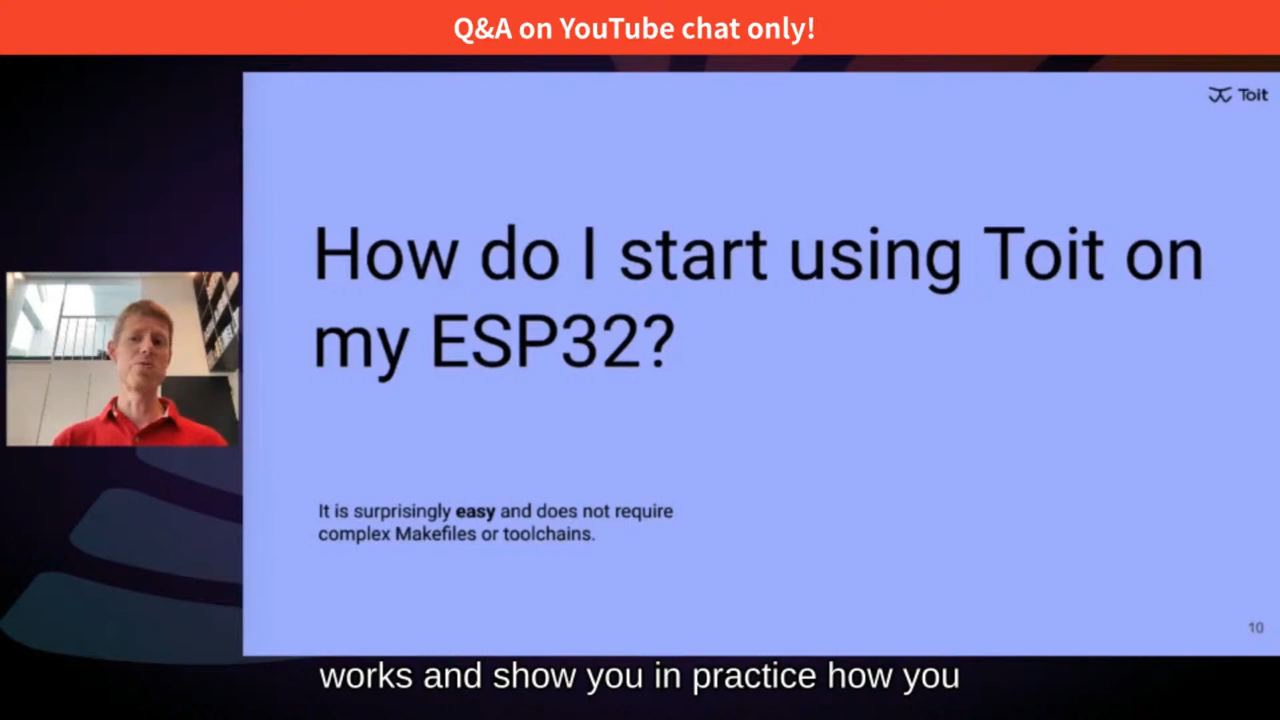 Q&A on YouTube chat only!
Toit
How do I start using Toit on
my ESP32?
It is surprisingly easy and does not require
complex Makefiles or toolchains.
10
works and show you in practice how you